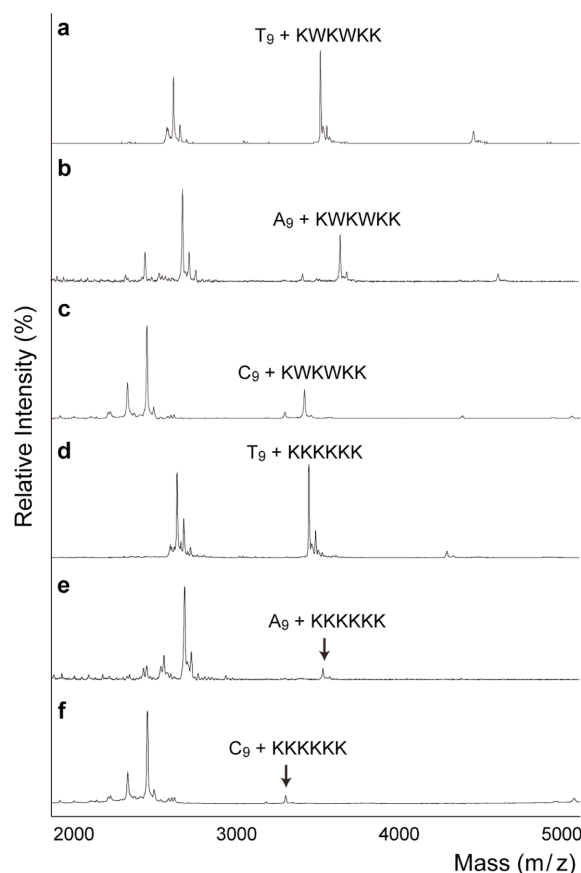 a
T₉ + KWKWKK
b
A₉ + KWKWKK
c
C₉ + KWKWKK
d
T₉ + KKKKKK
e
A₉ + KKKKKK
f
C₉ + KKKKKK
Relative Intensity (%)
2000 3000 4000 5000
Mass (m/z)